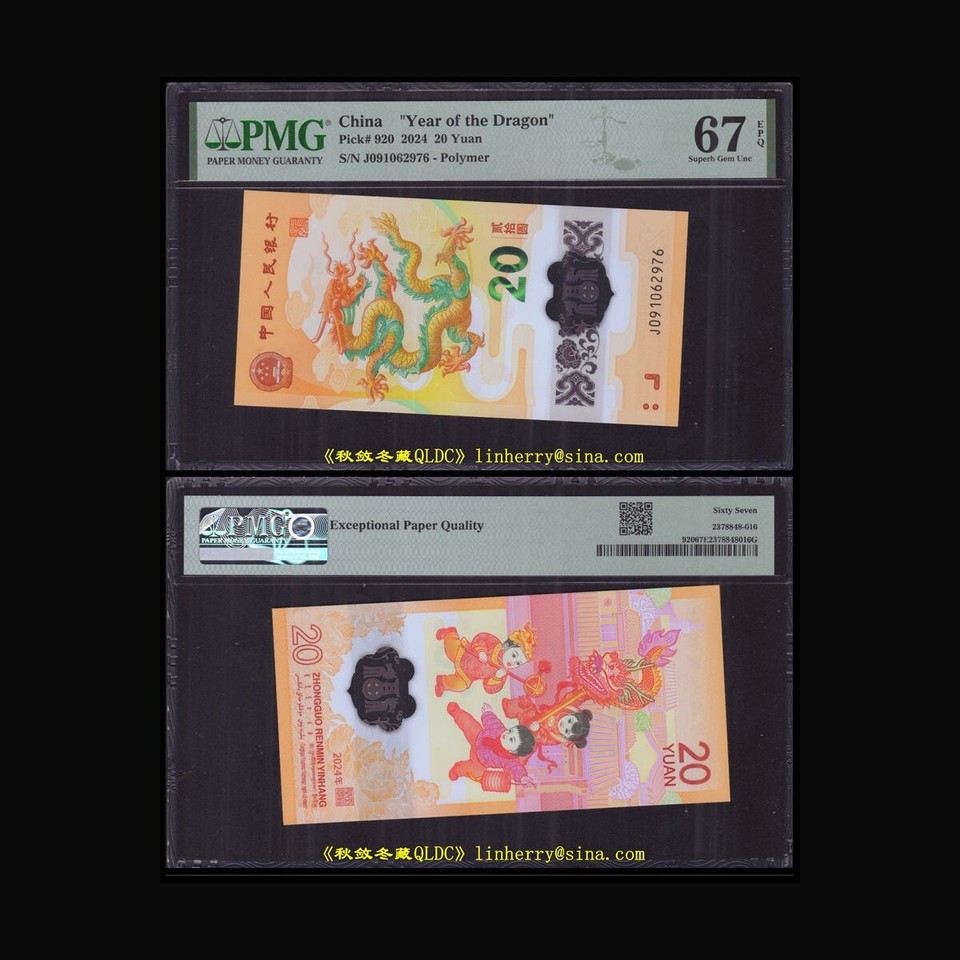 PMG
PAPER MONEY GUARANTY
China "Year of the Dragon"
Pick# 920 2024 20 Yuan
S/N J091062976 - Polymer
67
EPQ
Superb Gem Unc
中國人民银行
贰拾圆
20
J091062976
《秋敛冬藏QLDC》linherry@sina.com
PMG
PAPER MONEY GUARANTY
Exceptional Paper Quality
Sixty Seven
2378848-016
92067E2378848016G
20
ZHONGGUO RENMIN YINHANG
2024年
20
YUAN
《秋敛冬藏QLDC》linherry@sina.com